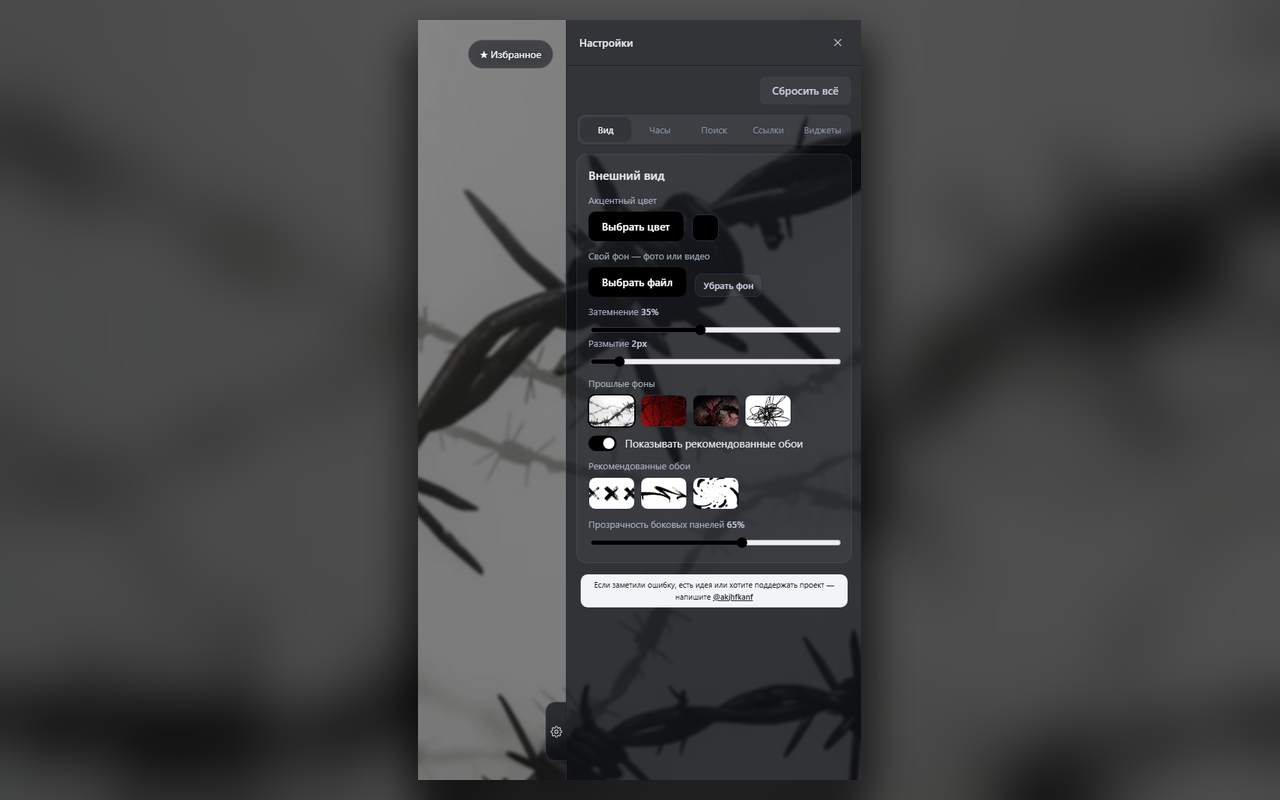 ★ Избранное
Настройки
Сбросить всё
Вид Часы Поиск Ссылки Виджеты
Внешний вид
Акцентный цвет
Выбрать цвет
Свой фон — фото или видео
Выбрать файл Убрать фон
Затемнение 35%
Размытие 2px
Прошлые фоны
Показывать рекомендованные обои
Рекомендованные обои
Прозрачность боковых панелей 65%
Если заметили ошибку, есть идея или хотите поддержать проект —
напишите @akjhfkanf